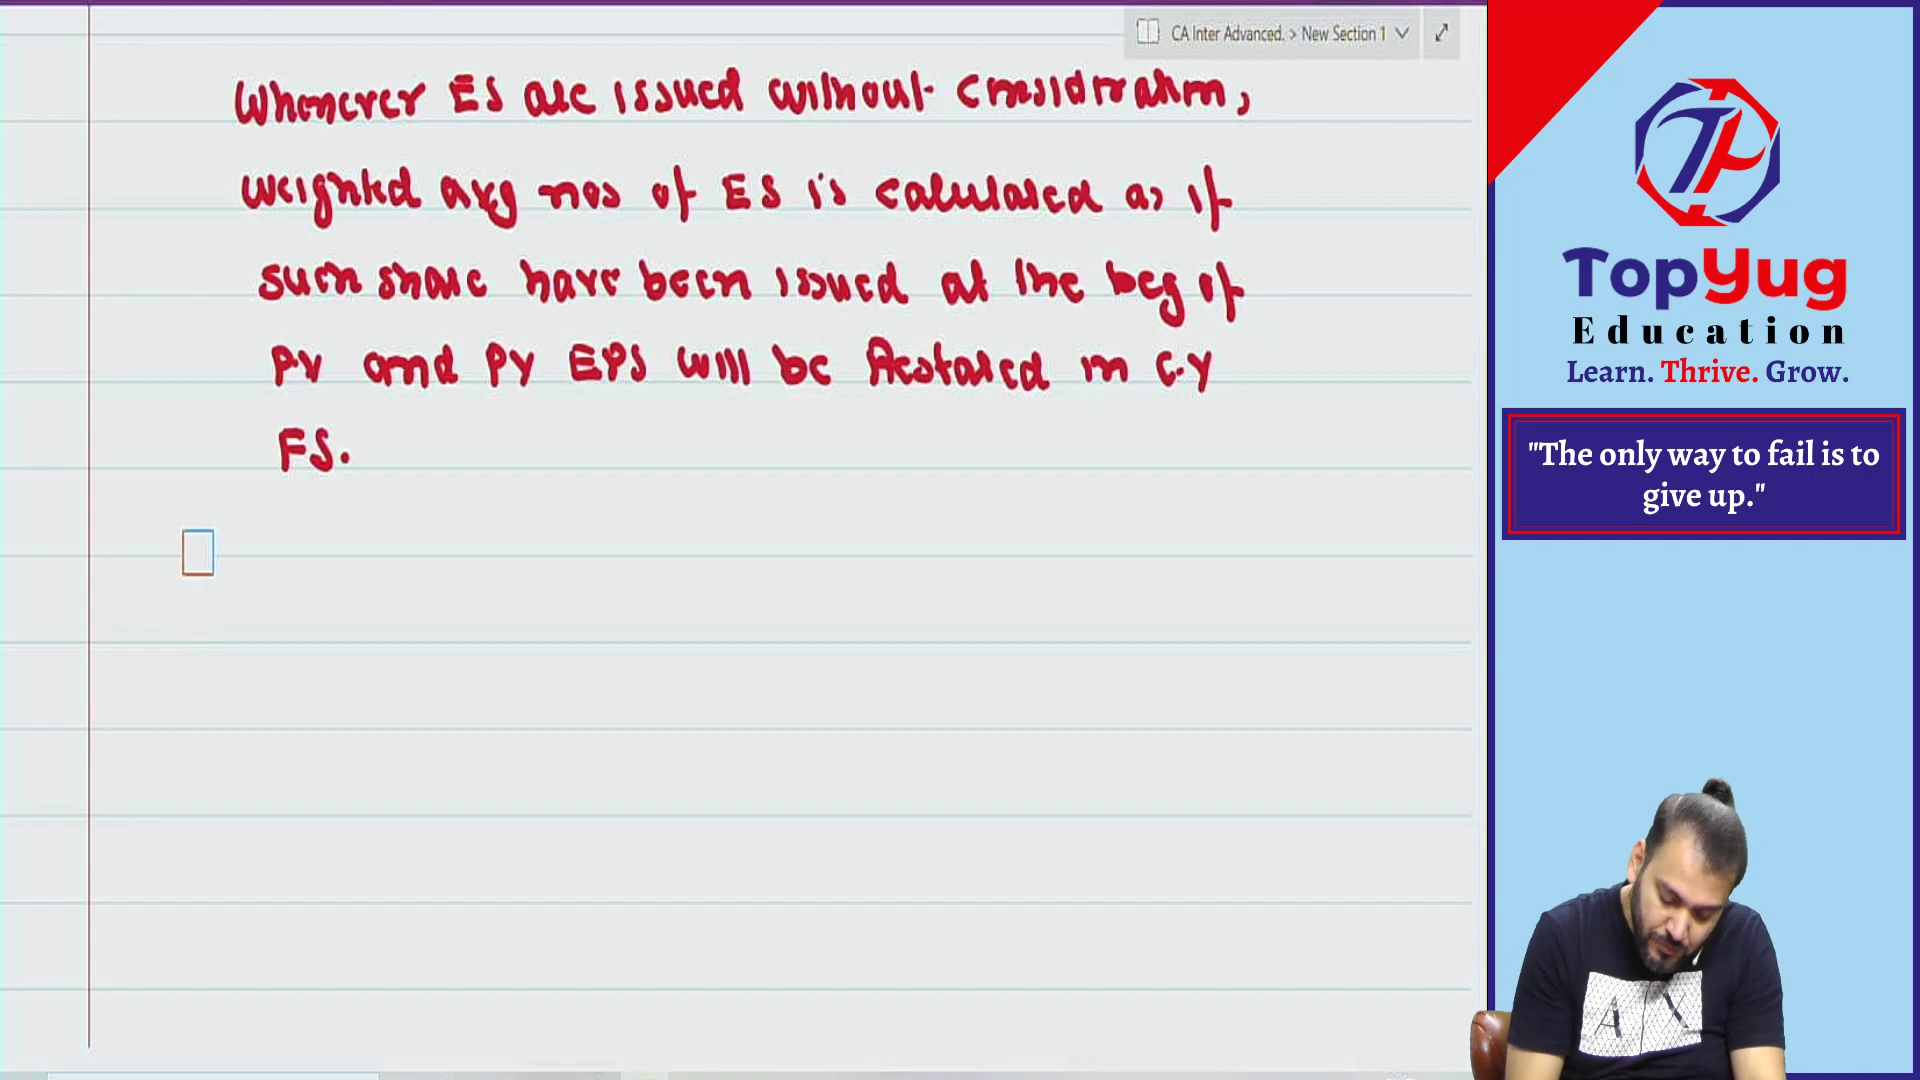 CA Inter Advanced. > New Section 1
Whenever ES are issued without consideration,
weighted avg nos of ES is calculated as if
such share have been issued at the beg of
PY and PY EPS will be Restated in C.Y
FS.
TopYug
Education
Learn. Thrive. Grow.
"The only way to fail is to
give up."
A X